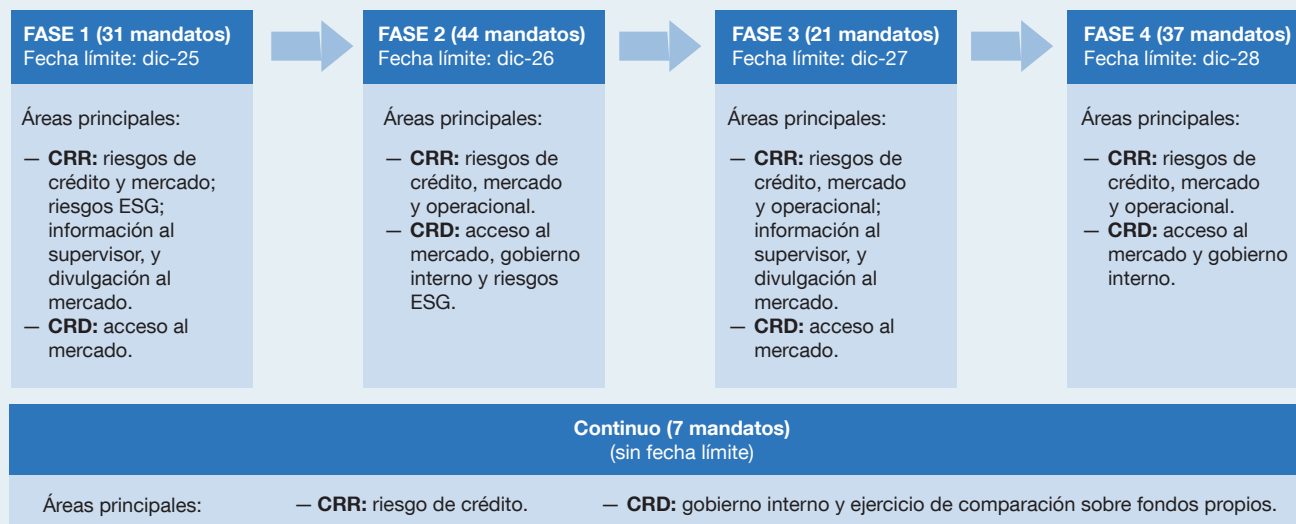 FASE 1 (31 mandatos)
Fecha límite: dic-25
Áreas principales:
— CRR: riesgos de
crédito y mercado;
riesgos ESG;
información al
supervisor, y
divulgación al
mercado.
— CRD: acceso al
mercado.
FASE 2 (44 mandatos)
Fecha límite: dic-26
Áreas principales:
— CRR: riesgos de
crédito, mercado
y operacional.
— CRD: acceso al
mercado, gobierno
interno y riesgos
ESG.
FASE 3 (21 mandatos)
Fecha límite: dic-27
Áreas principales:
— CRR: riesgos de
crédito, mercado
y operacional;
información al
supervisor, y
divulgación al
mercado.
— CRD: acceso al
mercado.
FASE 4 (37 mandatos)
Fecha límite: dic-28
Áreas principales:
— CRR: riesgos de
crédito, mercado
y operacional.
— CRD: acceso al
mercado y gobierno
interno.
Continuo (7 mandatos)
(sin fecha límite)
Áreas principales: — CRR: riesgo de crédito. — CRD: gobierno interno y ejercicio de comparación sobre fondos propios.